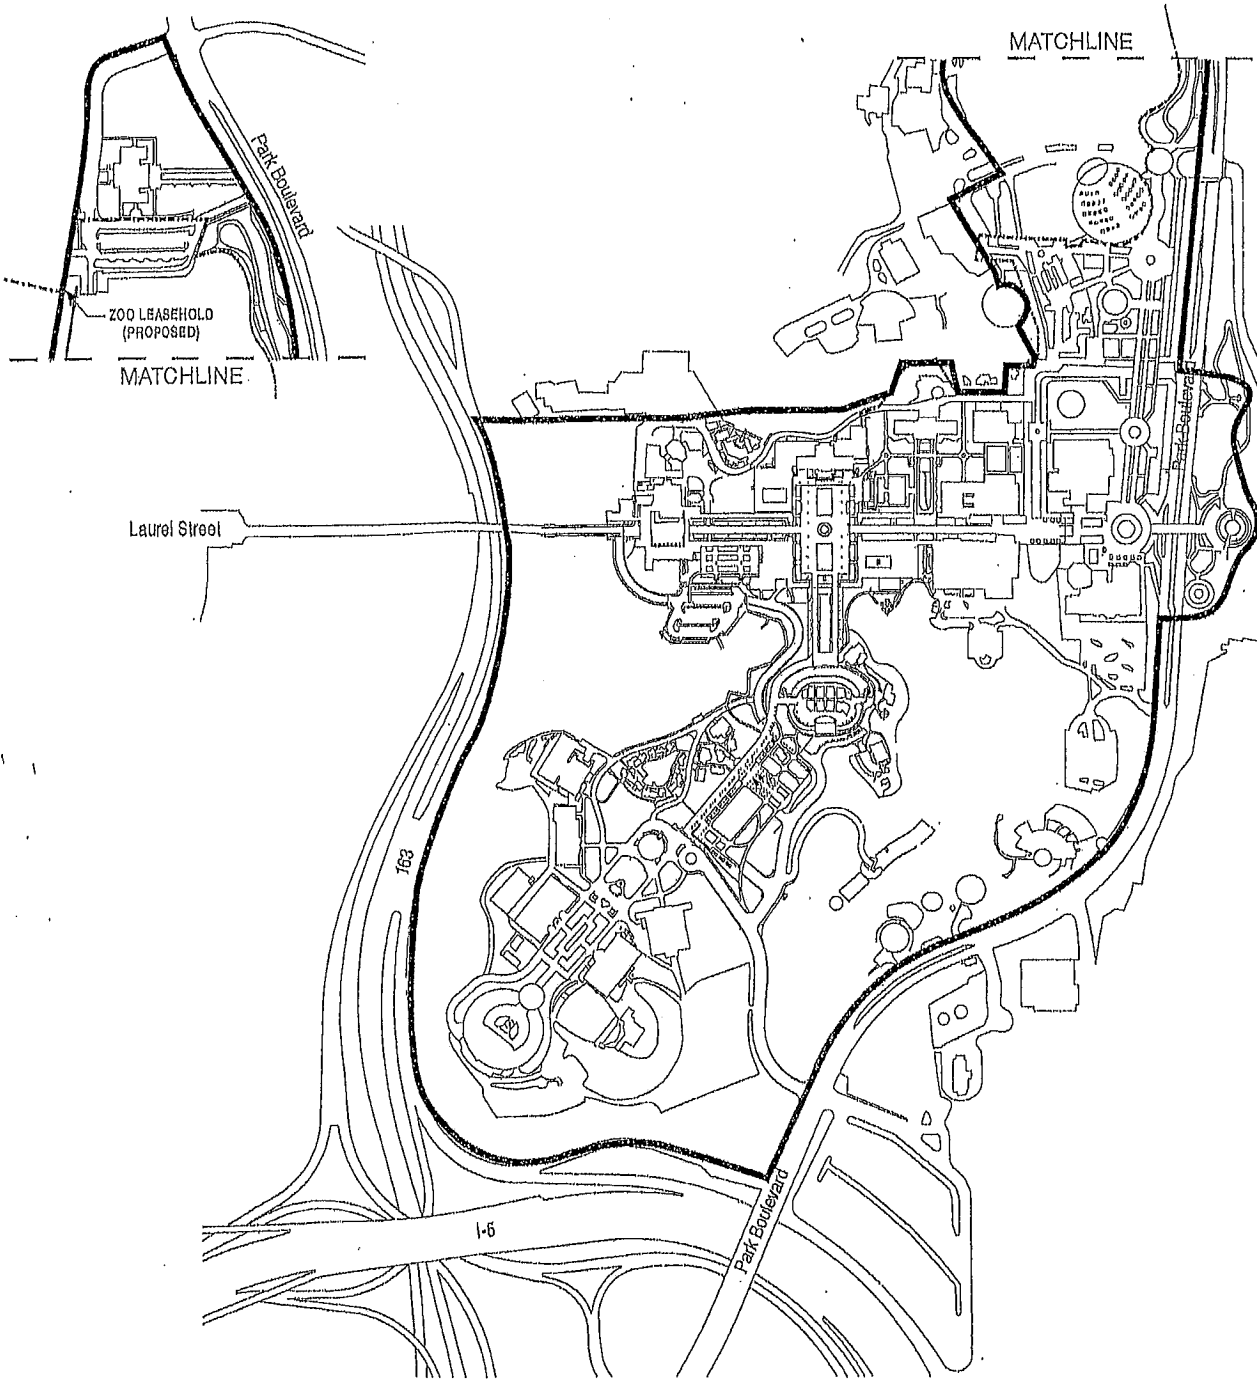 MATCHLINE
Park Boulevard
ZOO LEASEHOLD
(PROPOSED)
MATCHLINE
Park Boulevard
Laurel Street
163
I-5
Park Boulevard